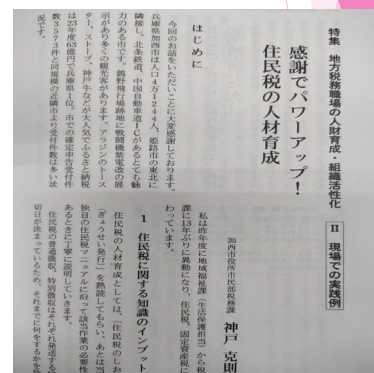 特集　地方税務職場の人財育成・組織活性化
Ⅱ　現場での実践例
感謝でパワーアップ！
住民税の人材育成
加西市役所市民部税務課　神戸 克則
はじめに
今回のお話をいただいたことに大変感謝しております。
兵庫県加西市は人口４万１２４４人、姫路市の東北に
隣接し、北条鉄道、中国自動車道ＩＣがあるとても魅
力のある市です。鶉野飛行場跡地に戦闘機紫電改の展
示があり多くの観光客があります。アラジンのトース
ター、ストーブ、神戸牛などが大人気でふるさと納税
は23年度63億円で兵庫県１位。市での確定申告受付件
数３５７３件と同規模の近隣市より受付件数は多い状
況です。
私は昨年度に地域福祉課（生活保護担当）から税
課に13年ぶりに異動になり、住民税、固定資産税に
わっています。
１　住民税に関する知識のインプット
住民税の人材育成としては、「住民税のしお
（ぎょうせい発行）」を熟読してもらい、あとは当
独自の住民税マニュアルに沿って該当作業の必要性
あるときに丁寧に説明していきます。
住民税の普通徴収、特別徴収はそれぞれ発送する
切日が決まっているため、それまでに何をするかを